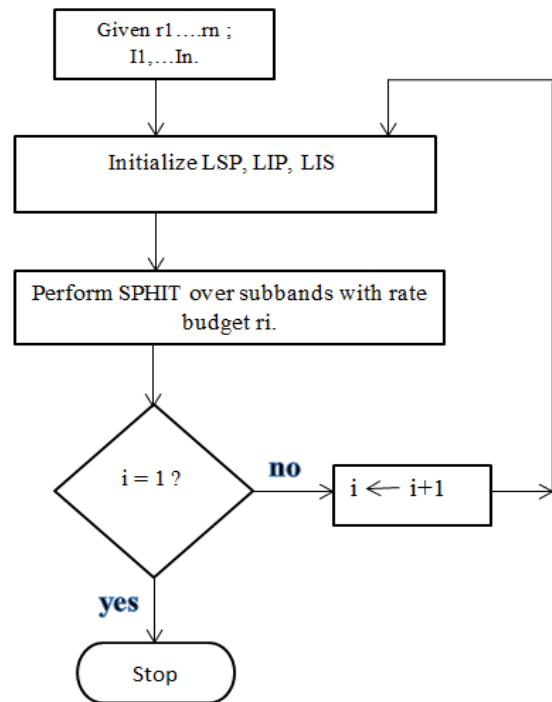 Given r1….rn ;
I1,…In.
Initialize LSP, LIP, LIS
Perform SPHIT over subbands with rate
budget ri.
i = 1 ?
no
i ← i+1
yes
Stop